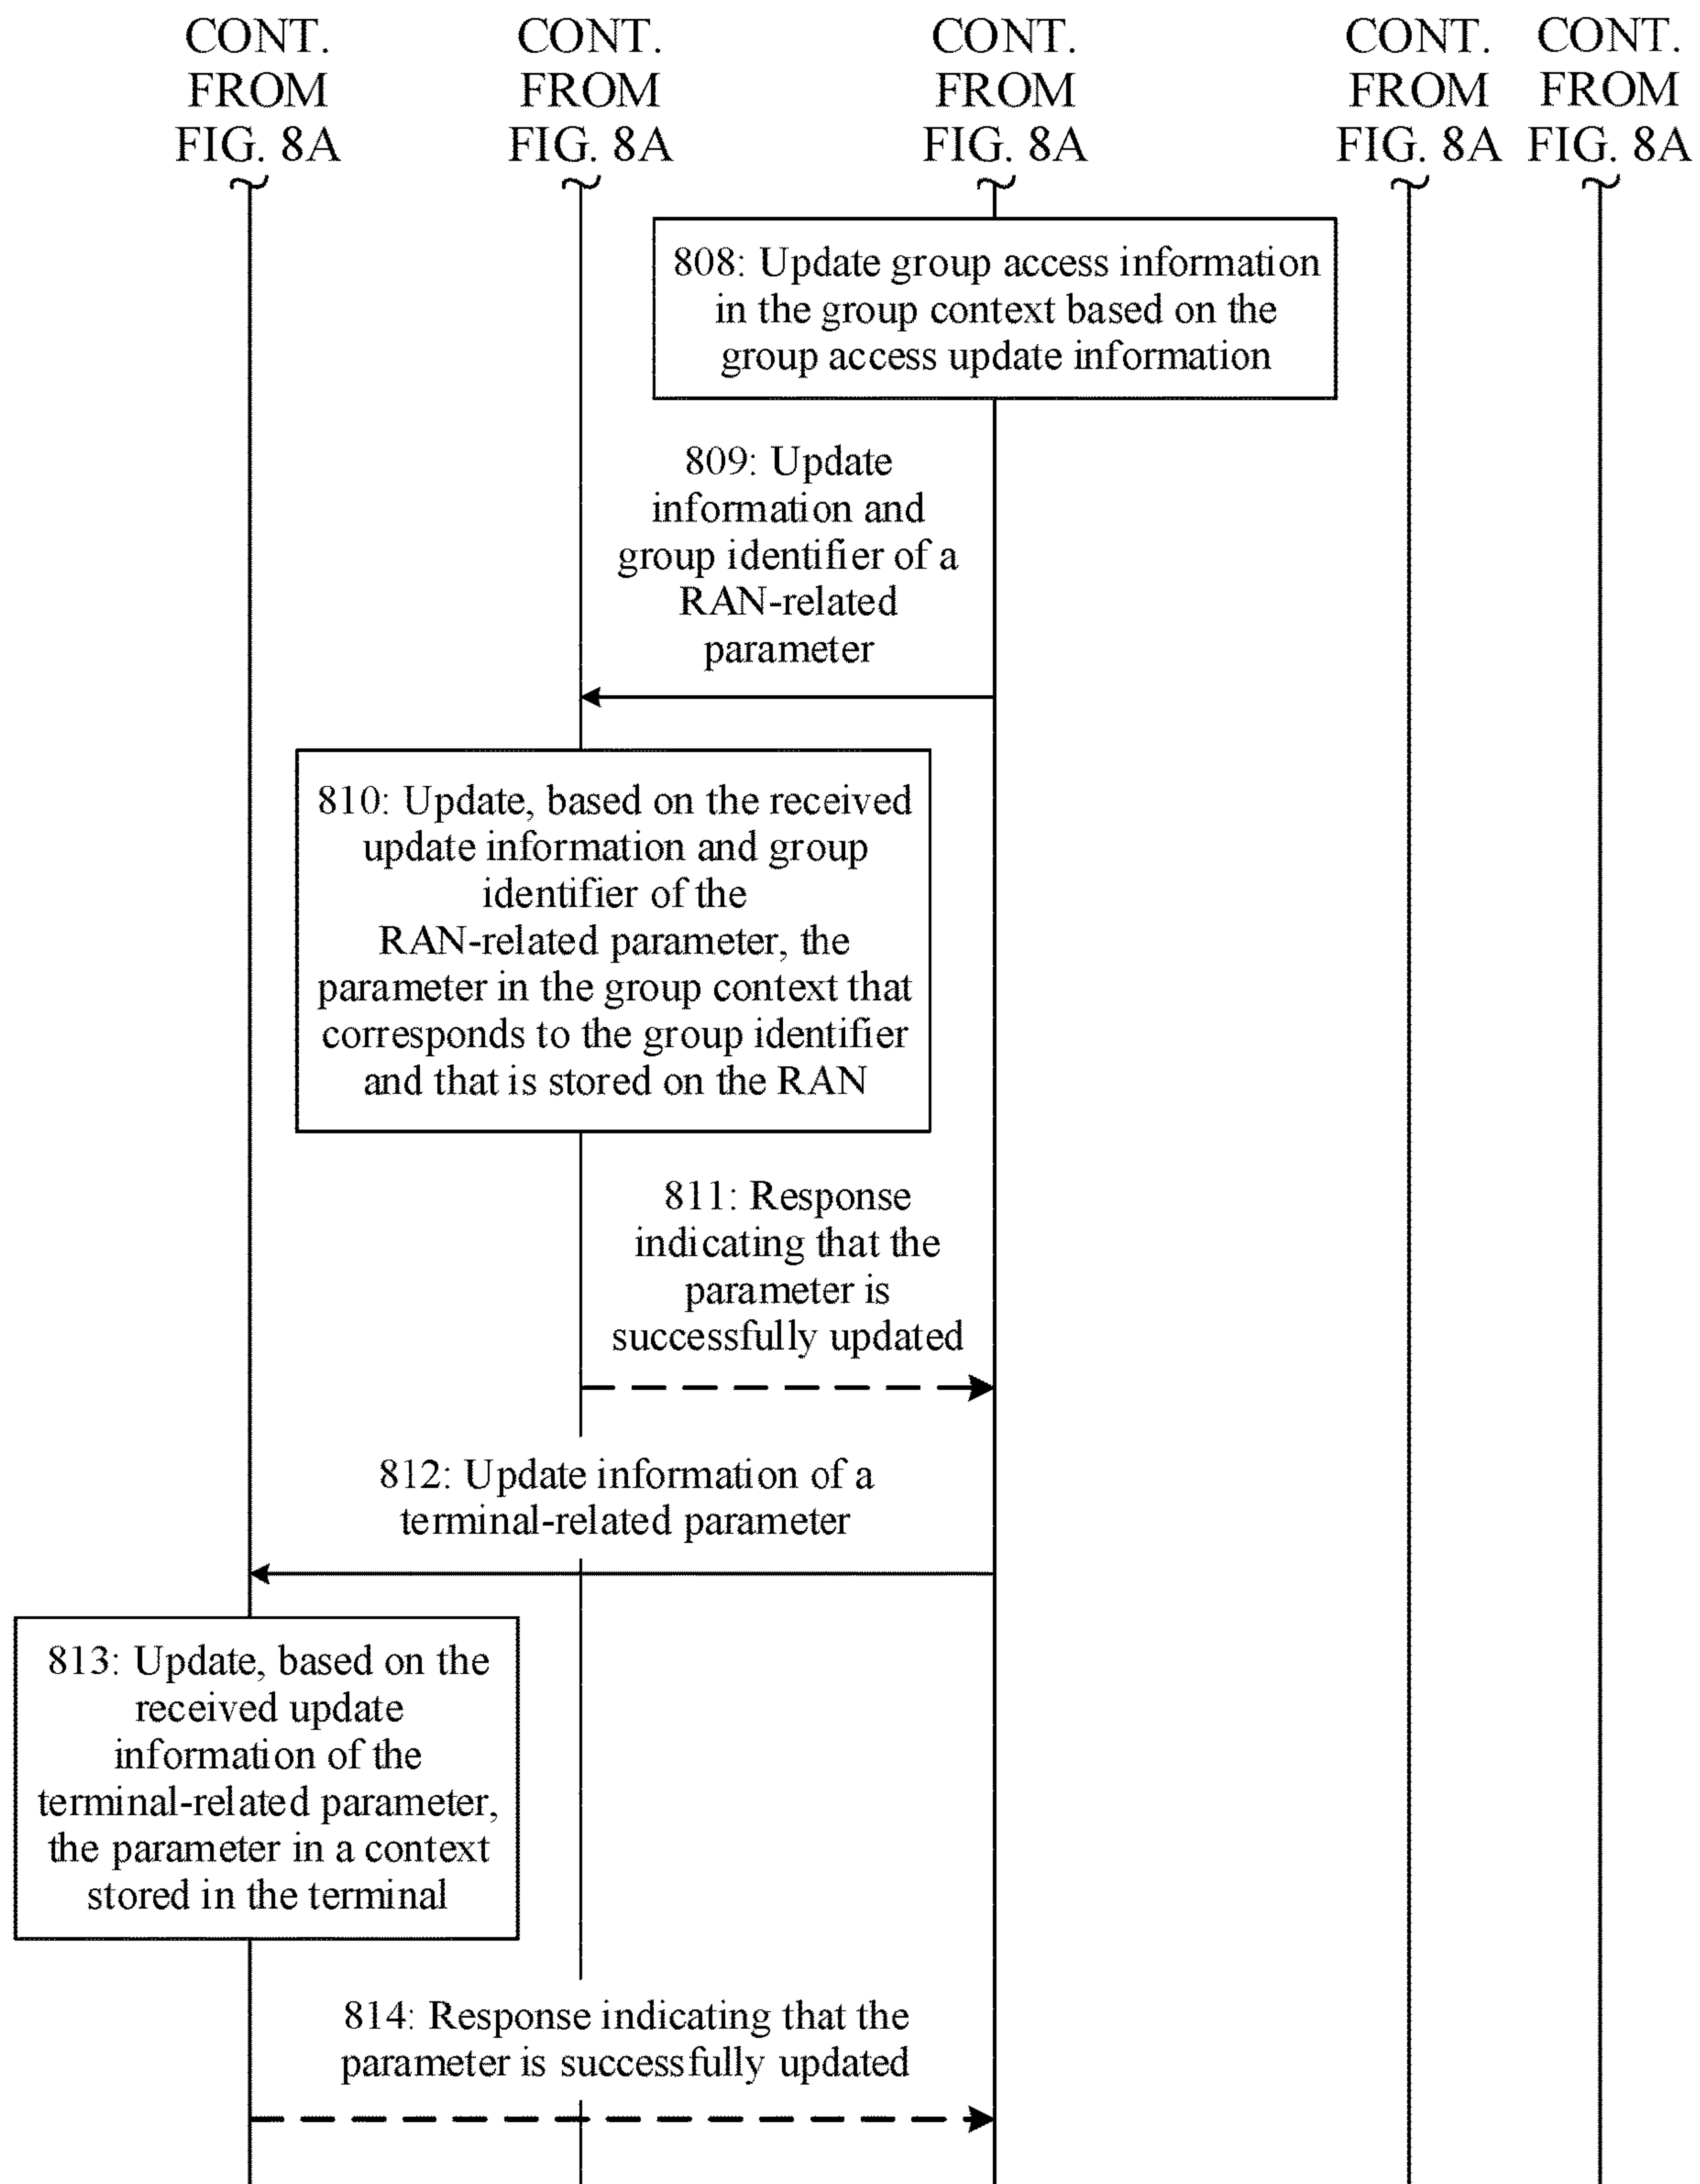 CONT.
FROM
FIG. 8A
CONT.
FROM
FIG. 8A
CONT.
FROM
FIG. 8A
CONT.
FROM
FIG. 8A
CONT.
FROM
FIG. 8A
808: Update group access information
in the group context based on the
group access update information
809: Update
information and
group identifier of a
RAN-related
parameter
810: Update, based on the received
update information and group
identifier of the
RAN-related parameter, the
parameter in the group context that
corresponds to the group identifier
and that is stored on the RAN
811: Response
indicating that the
parameter is
successfully updated
812: Update information of a
terminal-related parameter
813: Update, based on the
received update
information of the
terminal-related parameter,
the parameter in a context
stored in the terminal
814: Response indicating that the
parameter is successfully updated